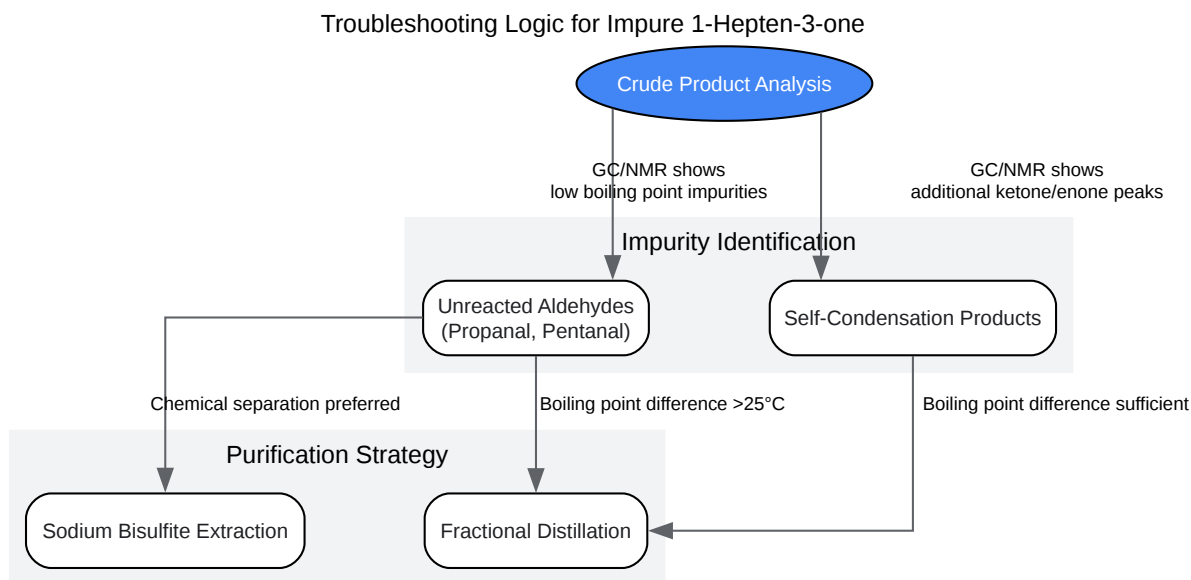 Troubleshooting Logic for Impure 1-Hepten-3-one
Crude Product Analysis
GC/NMR shows
low boiling point impurities
GC/NMR shows
additional ketone/enone peaks
Impurity Identification
Unreacted Aldehydes
(Propanal, Pentanal)
Self-Condensation Products
Chemical separation preferred
Boiling point difference >25°C
Boiling point difference sufficient
Purification Strategy
Sodium Bisulfite Extraction
Fractional Distillation